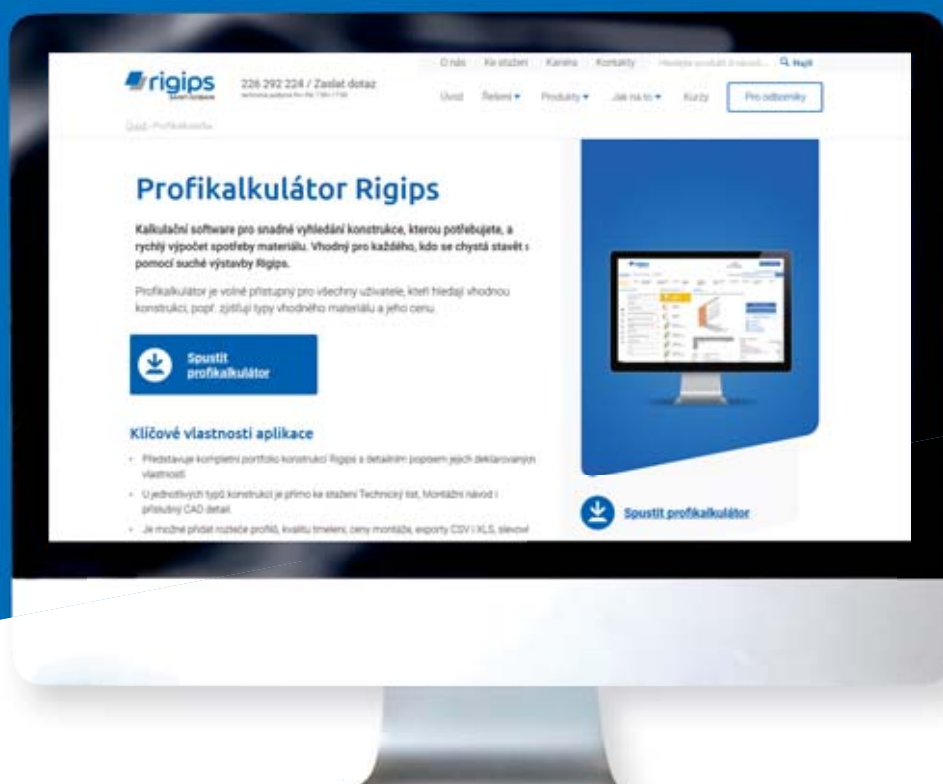 O nás Ke stažení Kariéra Kontakty Najít
rigips
SAINT-GOBAIN
226 292 224 / Zaslat dotaz
Úvod Řešení Produkty Jak na to Kurzy Pro odborníky
Úvod
Profikalkulátor Rigips
Kalkulační software pro snadné vyhledání konstrukce, kterou potřebujete, a
rychlý výpočet spotřeby materiálu. Vhodný pro každého, kdo se chystá stavět s
pomocí suché výstavby Rigips.
Profikalkulátor je volně přístupný pro všechny uživatele, kteří hledají vhodnou
konstrukci, popř. zjišťují typy vhodného materiálu a jeho cenu.
Spustit
profikalkulátor
Klíčové vlastnosti aplikace
• Představuje kompletní portfolio konstrukcí Rigips s detailním popisem jejich deklarovaných
vlastností.
• U jednotlivých typů konstrukcí je přímo ke stažení Technický list, Montážní návod i
příslušný CAD detail.
• Je možné přidat rozteče profilů, kvalitu tmelení, ceny montáže, exporty CSV i XLS, slevové
Spustit profikalkulátor